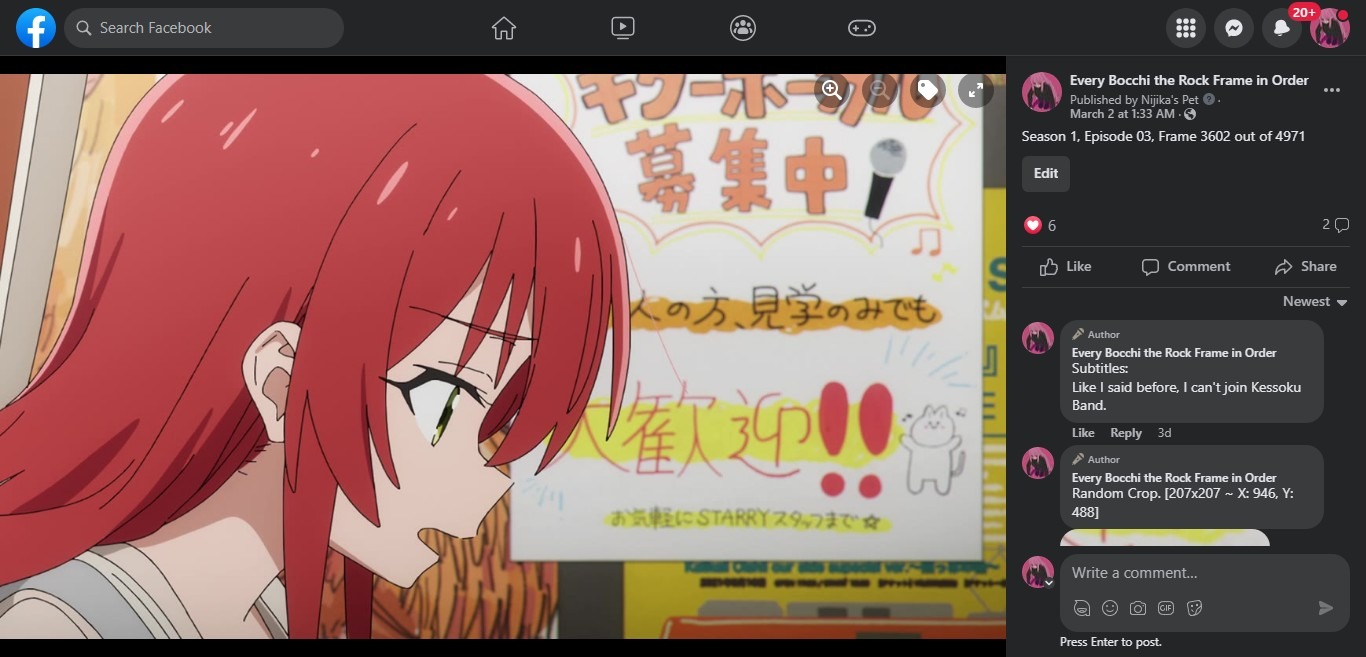 Search Facebook
20+
ギターボーカル
募集中
人の方、見学のみでも
大歓迎!!
お気軽にSTARRYスタッフまで☆
Every Bocchi the Rock Frame in Order
Published by Nijika's Pet
March 2 at 1:33 AM ·
Season 1, Episode 03, Frame 3602 out of 4971
Edit
6
2
Like
Comment
Share
Newest
Author
Every Bocchi the Rock Frame in Order
Subtitles:
Like I said before, I can't join Kessoku
Band.
Like Reply 3d
Author
Every Bocchi the Rock Frame in Order
Random Crop. [207x207 ~ X: 946, Y:
488]
Write a comment...
GIF
Press Enter to post.